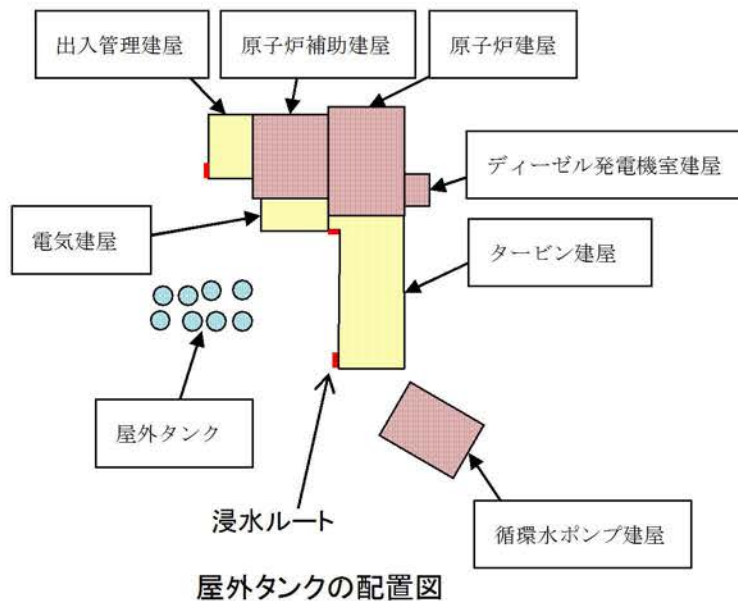 出入管理建屋
原子炉補助建屋
原子炉建屋
ディーゼル発電機室建屋
電気建屋
タービン建屋
屋外タンク
浸水ルート
循環水ポンプ建屋
屋外タンクの配置図